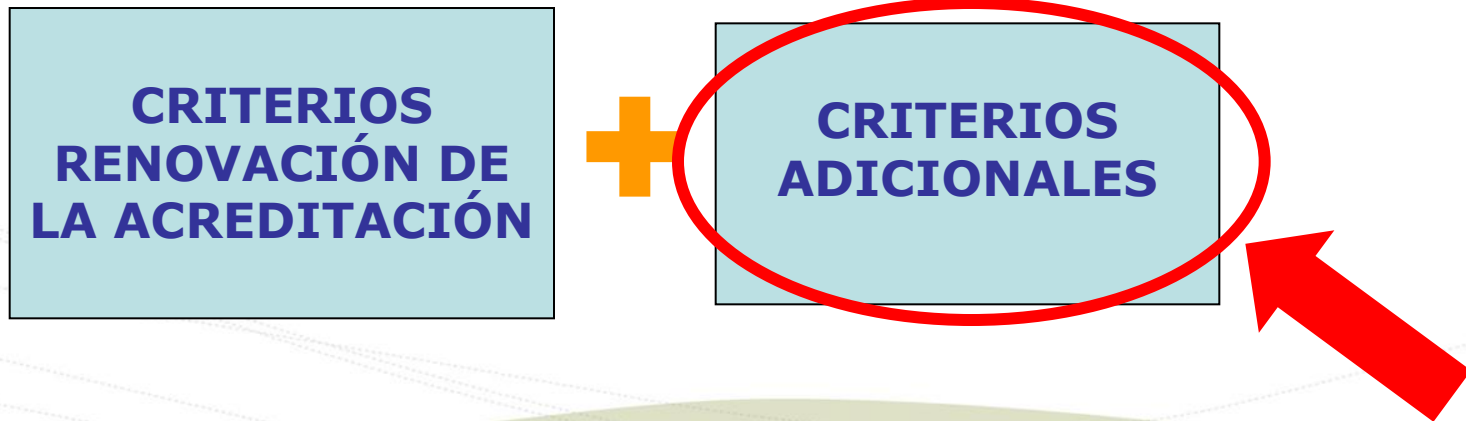 CRITERIOS
RENOVACIÓN DE
LA ACREDITACIÓN
CRITERIOS
ADICIONALES